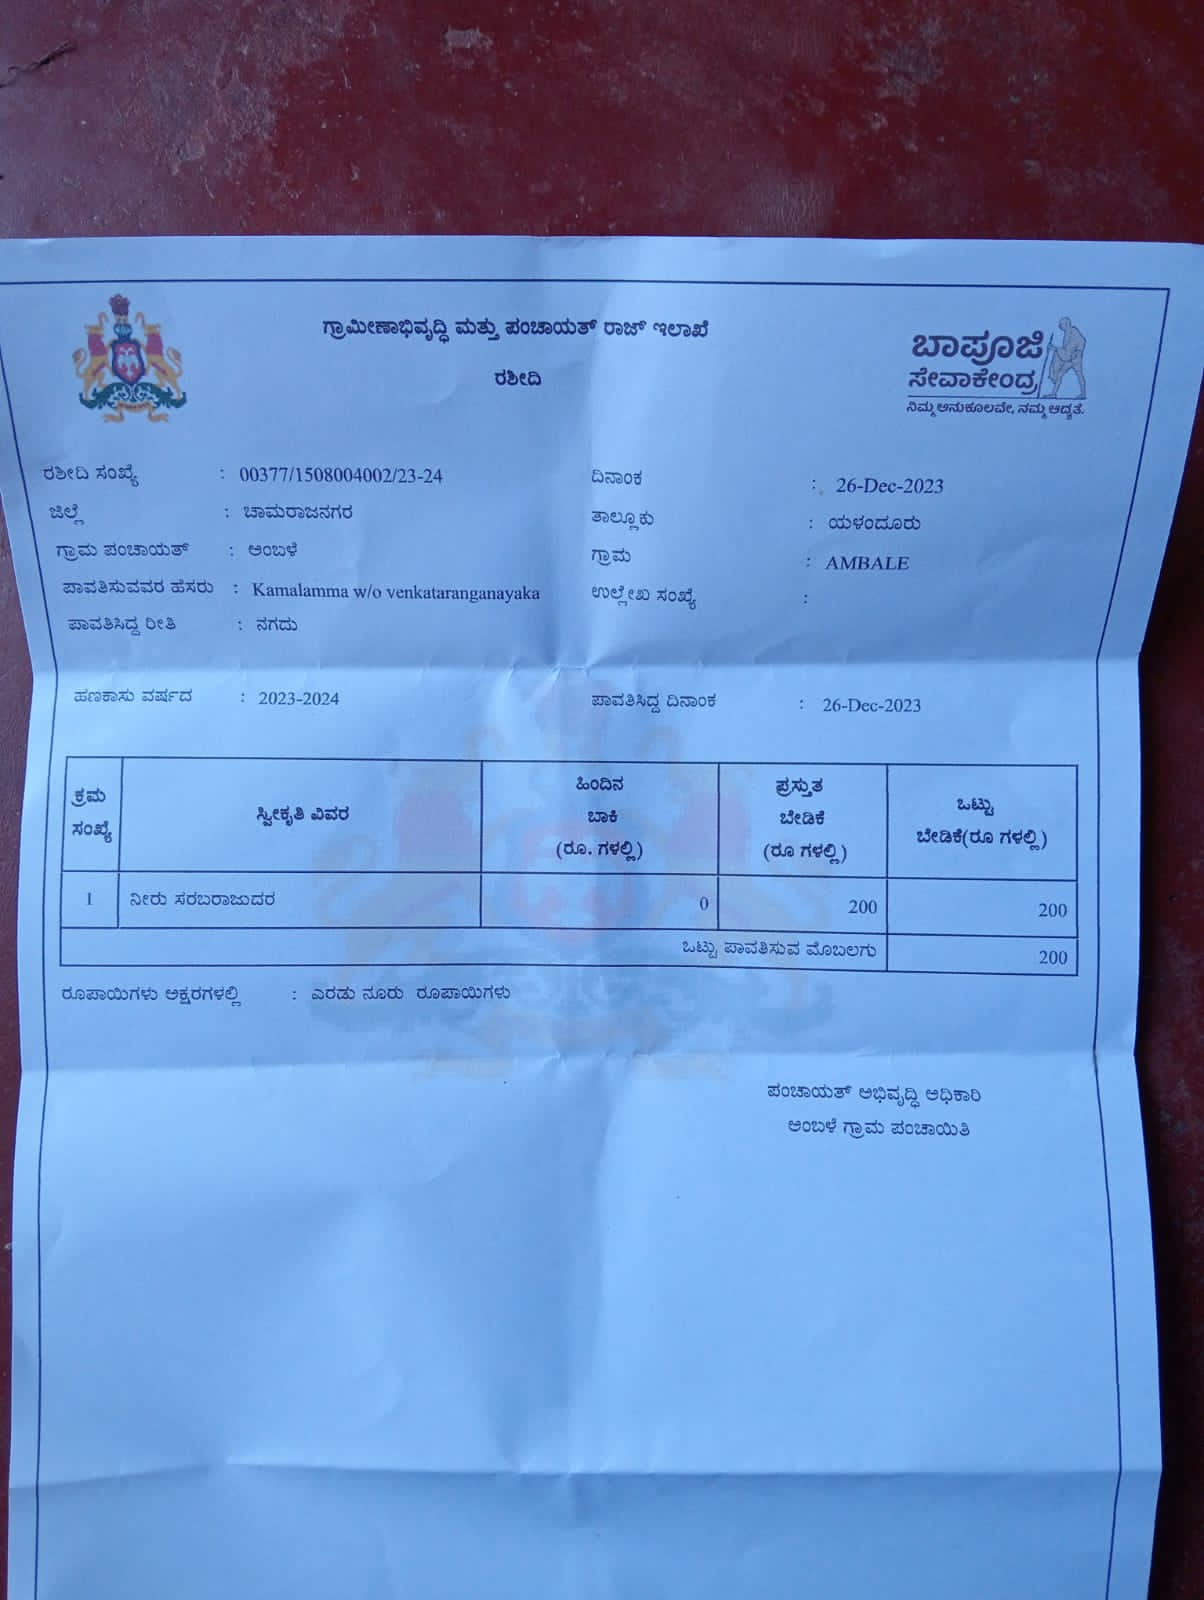 ಗ್ರಾಮೀಣಾಭಿವೃದ್ಧಿ ಮತ್ತು ಪಂಚಾಯತ್ ರಾಜ್ ಇಲಾಖೆ
ರಶೀದಿ
ಬಾಪೂಜಿ
ಸೇವಾಕೇಂದ್ರ
ನಿಮ್ಮ ಅನುಕೂಲವೇ, ನಮ್ಮ ಆದ್ಯತೆ.
ರಶೀದಿ ಸಂಖ್ಯೆ : 00377/1508004002/23-24 ದಿನಾಂಕ : 26-Dec-2023
ಜಿಲ್ಲೆ : ಚಾಮರಾಜನಗರ ತಾಲ್ಲೂಕು : ಯಳಂದೂರು
ಗ್ರಾಮ ಪಂಚಾಯತ್ : ಅಂಬಳೆ ಗ್ರಾಮ : AMBALE
ಪಾವತಿಸುವವರ ಹೆಸರು : Kamalamma w/o venkataranganayaka ಉಲ್ಲೇಖ ಸಂಖ್ಯೆ :
ಪಾವತಿಸಿದ್ದ ರೀತಿ : ನಗದು
ಹಣಕಾಸು ವರ್ಷದ : 2023-2024 ಪಾವತಿಸಿದ್ದ ದಿನಾಂಕ : 26-Dec-2023
ಕ್ರಮ ಸಂಖ್ಯೆ ಸ್ವೀಕೃತಿ ವಿವರ ಹಿಂದಿನ ಬಾಕಿ (ರೂ. ಗಳಲ್ಲಿ) ಪ್ರಸ್ತುತ ಬೇಡಿಕೆ (ರೂ ಗಳಲ್ಲಿ) ಒಟ್ಟು ಬೇಡಿಕೆ(ರೂ ಗಳಲ್ಲಿ)
1 ನೀರು ಸರಬರಾಜುದರ 0 200 200
ಒಟ್ಟು ಪಾವತಿಸುವ ಮೊಬಲಗು 200
ರೂಪಾಯಿಗಳು ಅಕ್ಷರಗಳಲ್ಲಿ : ಎರಡು ನೂರು ರೂಪಾಯಿಗಳು
ಪಂಚಾಯತ್ ಅಭಿವೃದ್ಧಿ ಅಧಿಕಾರಿ
ಅಂಬಳೆ ಗ್ರಾಮ ಪಂಚಾಯಿತಿ